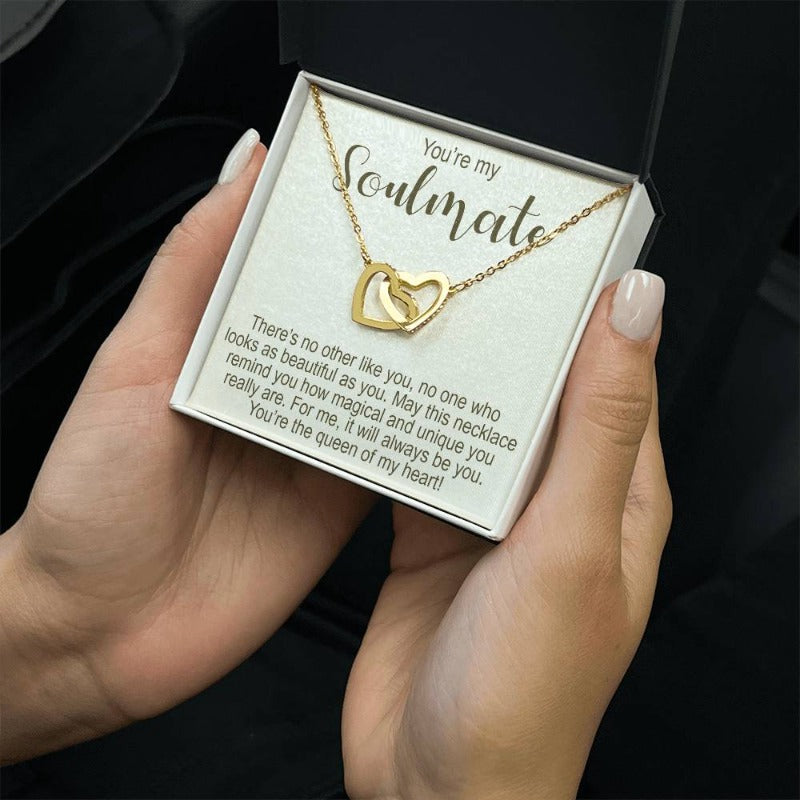 You're my
Soulmate
There's no other like you, no one who
looks as beautiful as you. May this necklace
remind you how magical and unique you
really are. For me, it will always be you.
You're the queen of my heart!